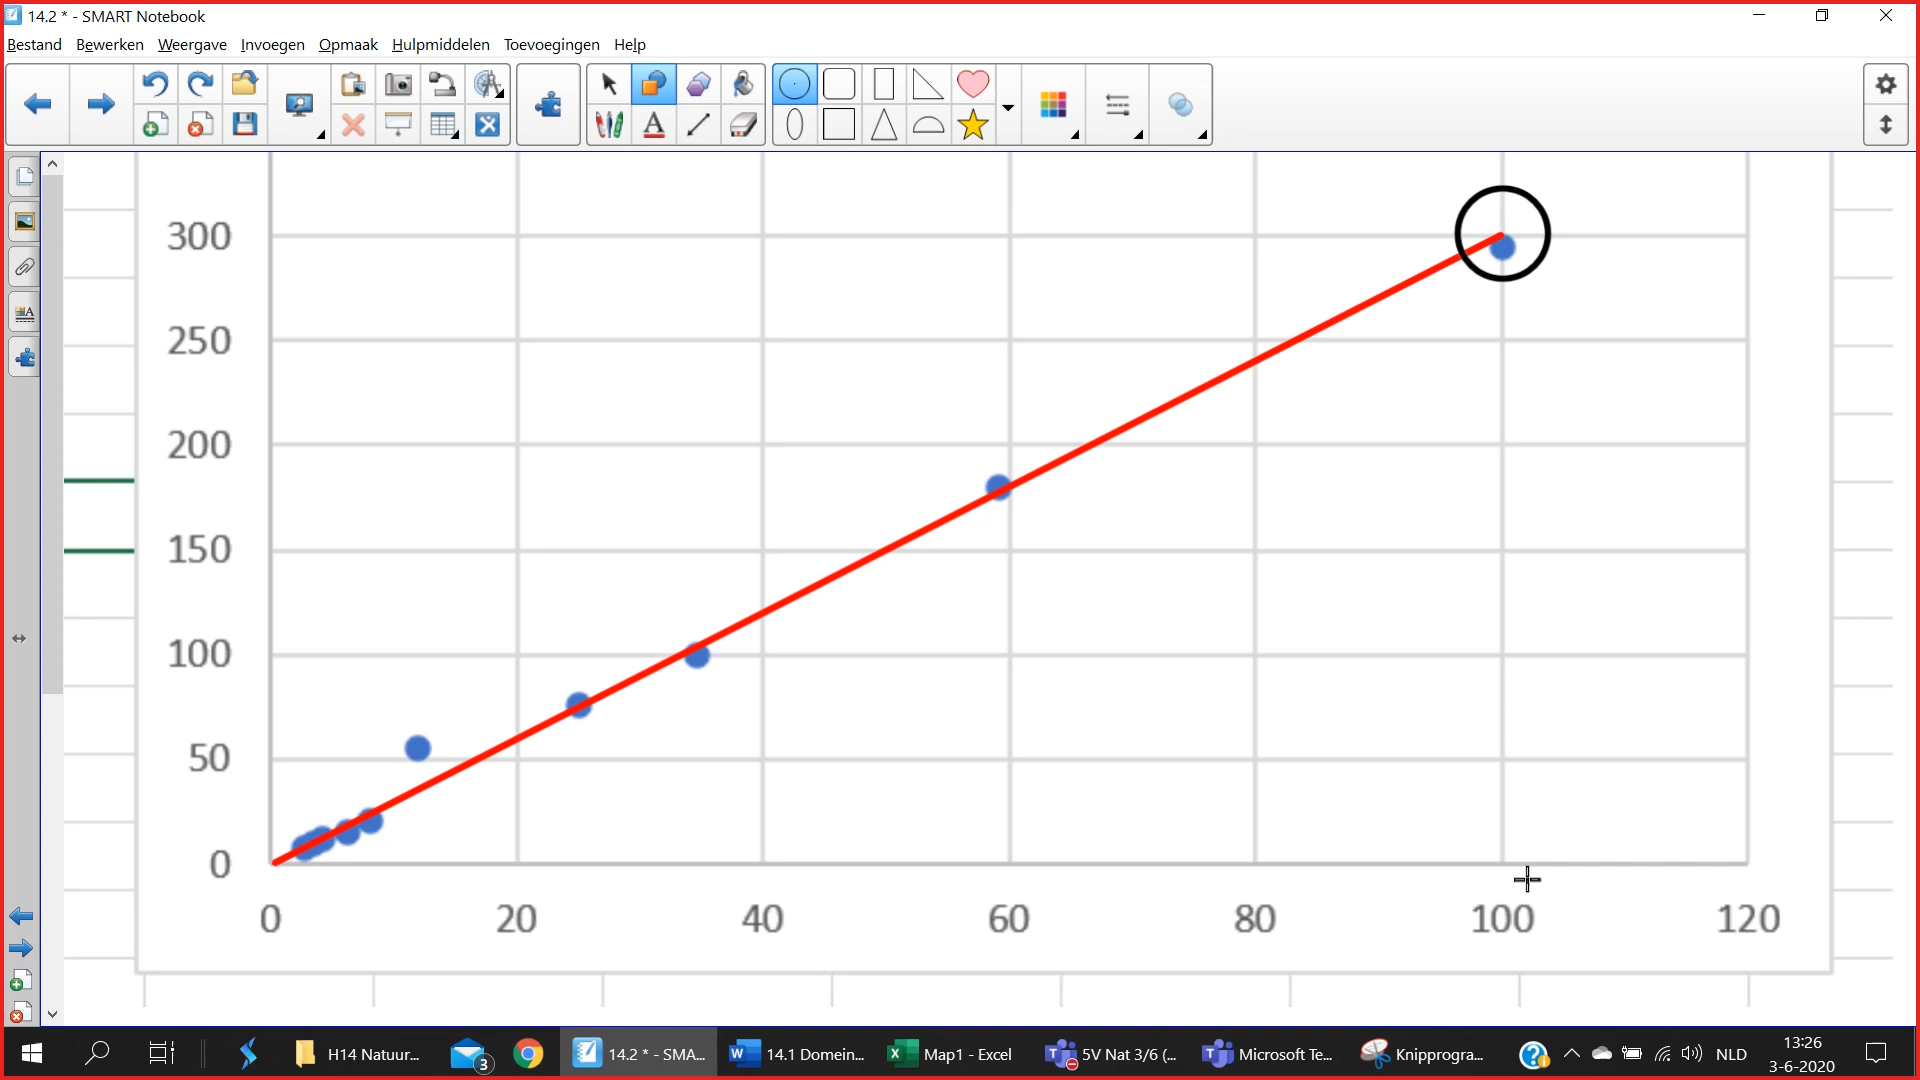 14.2 * - SMART Notebook
Bestand Bewerken Weergave Invoegen Opmaak Hulpmiddelen Toevoegingen Help
300
250
200
150
100
50
0
0 20 40 60 80 100 120
H14 Natuur... 3 14.2 * - SMA... 14.1 Domein... Map1 - Excel 5V Nat 3/6 (... Microsoft Te... Knipprogra... NLD 13:26
3-6-2020